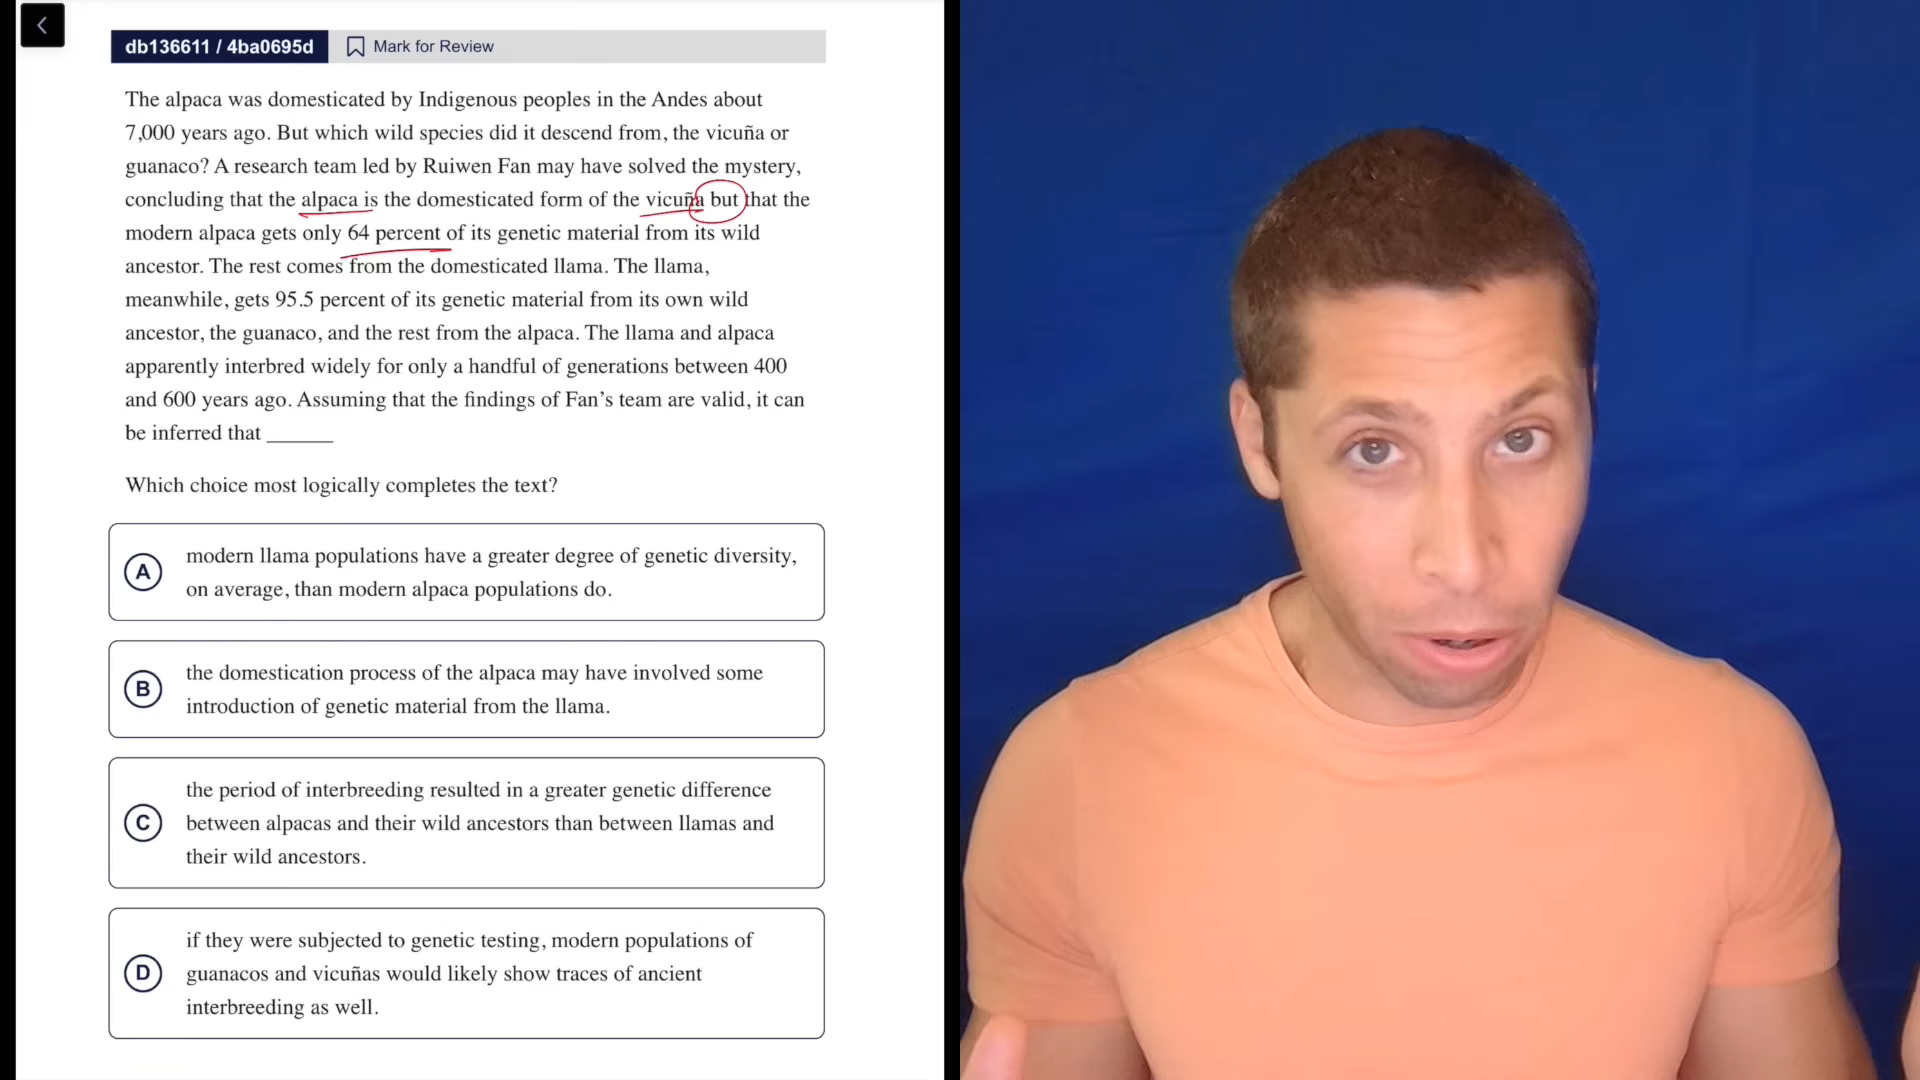 db136611 / 4ba0695d
Mark for Review
The alpaca was domesticated by Indigenous peoples in the Andes about
7,000 years ago. But which wild species did it descend from, the vicuña or
guanaco? A research team led by Ruiwen Fan may have solved the mystery,
concluding that the alpaca is the domesticated form of the vicuña but that the
modern alpaca gets only 64 percent of its genetic material from its wild
ancestor. The rest comes from the domesticated llama. The llama,
meanwhile, gets 95.5 percent of its genetic material from its own wild
ancestor, the guanaco, and the rest from the alpaca. The llama and alpaca
apparently interbred widely for only a handful of generations between 400
and 600 years ago. Assuming that the findings of Fan’s team are valid, it can
be inferred that ______
Which choice most logically completes the text?
A
modern llama populations have a greater degree of genetic diversity,
on average, than modern alpaca populations do.
B
the domestication process of the alpaca may have involved some
introduction of genetic material from the llama.
C
the period of interbreeding resulted in a greater genetic difference
between alpacas and their wild ancestors than between llamas and
their wild ancestors.
D
if they were subjected to genetic testing, modern populations of
guanacos and vicuñas would likely show traces of ancient
interbreeding as well.